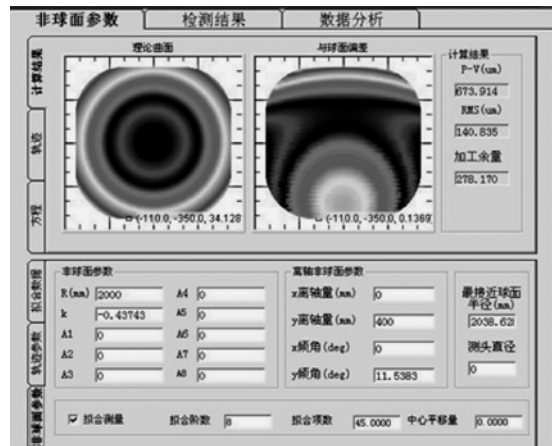 非球面参数 检测结果 数据分析
计算结果
轨迹
方程
理论曲面 与球面偏差
(-110.0,-350.0, 34.128 (-110.0,-350.0, 0.1369
计算结果
P-V(um)
673.914
RMS(um)
140.835
加工余量
278.170
拟合数据
轨迹参数
非球面参数
非球面参数
R(mm) 2000 A4 0
k -0.43743 A5 0
A1 0 A6 0
A2 0 A7 0
A3 0 A8 0
离轴非球面参数
x离轴量(mm) 0
y离轴量(mm) 400
x倾角(deg) 0
y倾角(deg) 11.5383
最接近球面
半径(mm)
2038.62
测头直径
0
拟合测量 拟合阶数 8 拟合项数 45.0000 中心平移量 0.0000